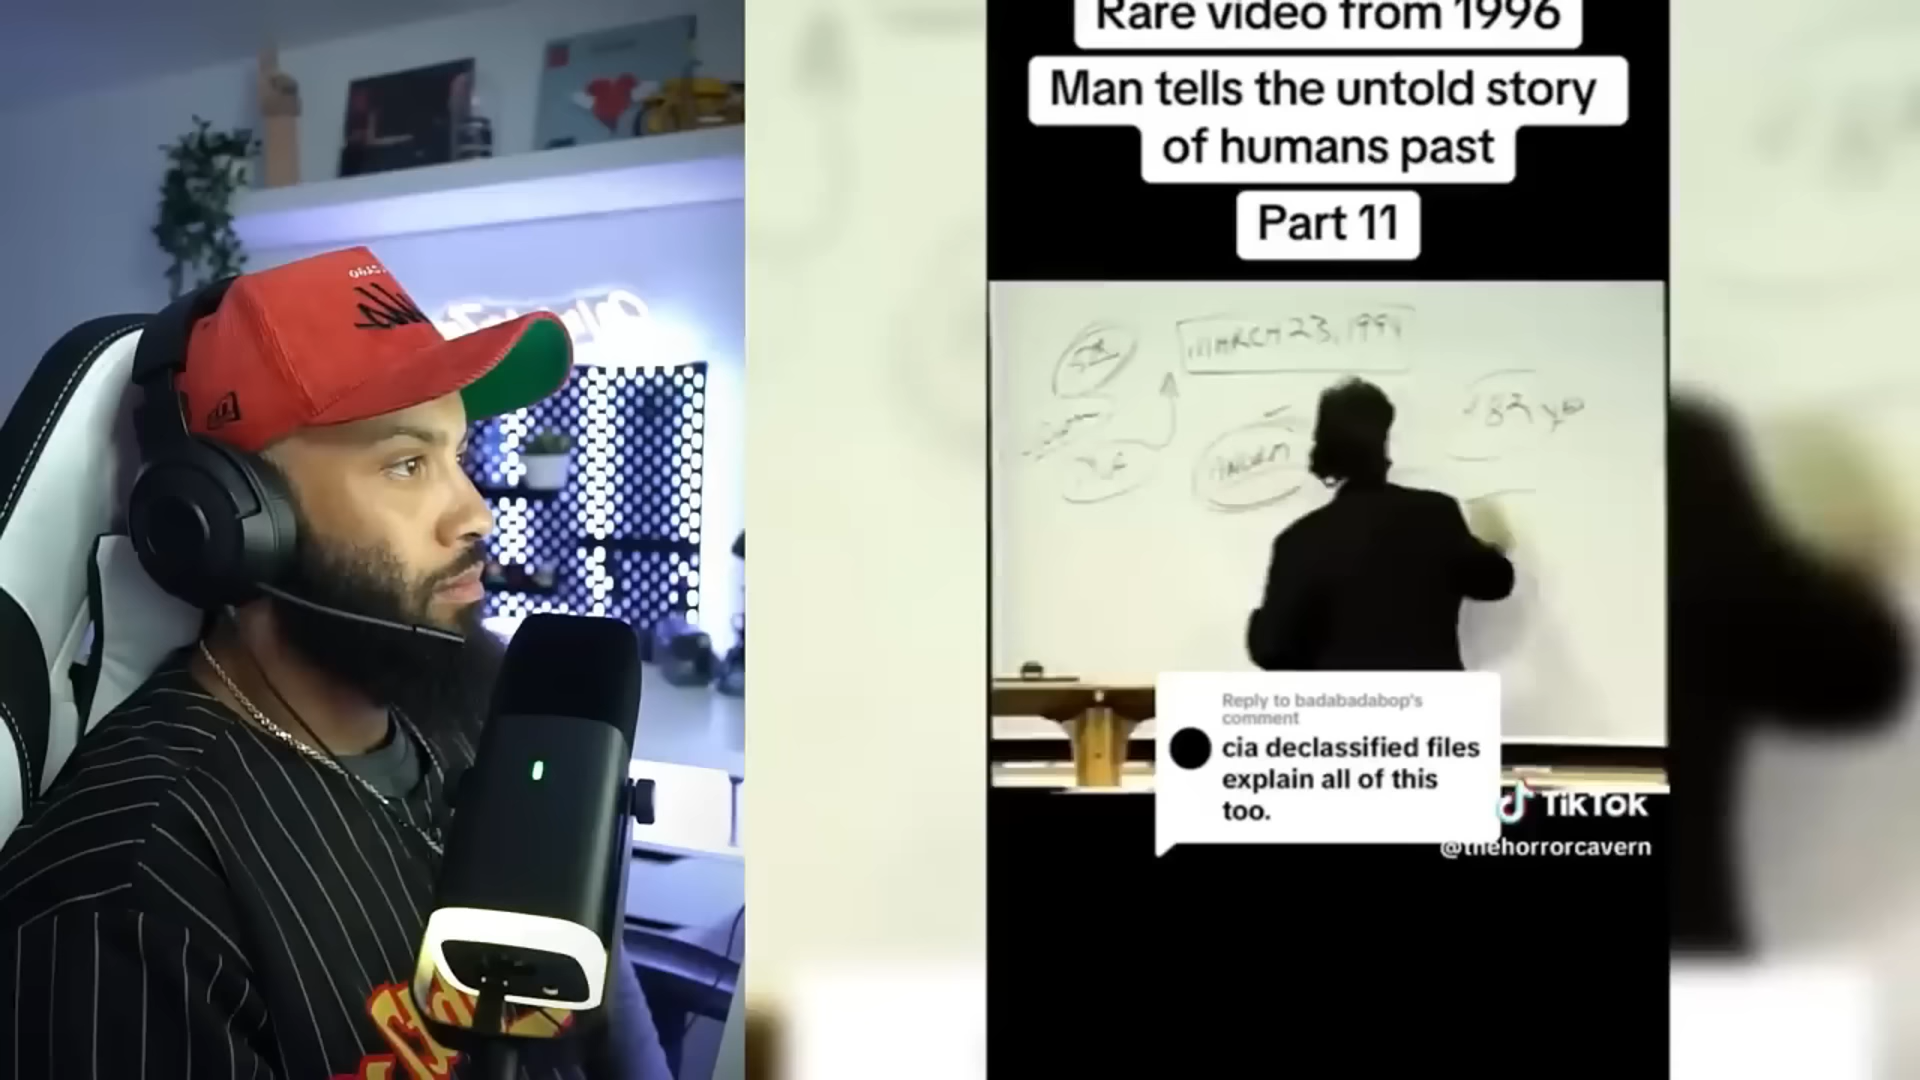 Rare video from 1996
Man tells the untold story
of humans past
Part 11
MARCH 23, 199
Reply to badabadabop's
comment
cia declassified files
explain all of this
too.
TikTok
@thehorrorcavern